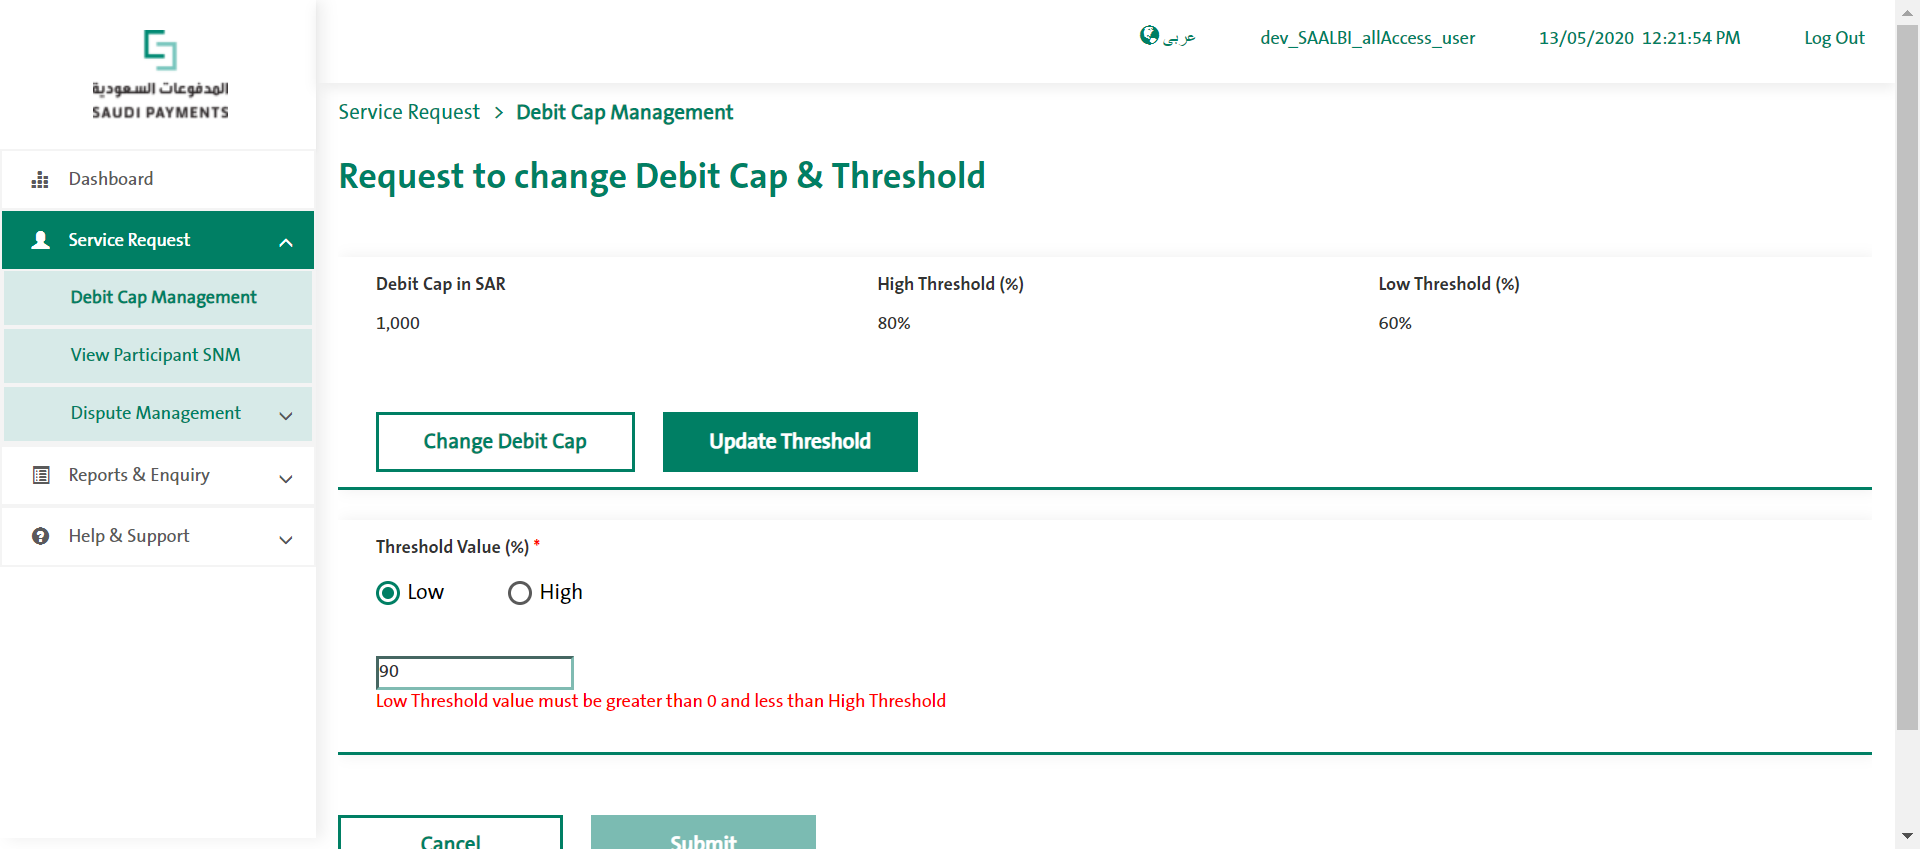 المدفوعات السعودية
SAUDI PAYMENTS
عربى
dev_SAALBI_allAccess_user
13/05/2020 12:21:54 PM
Log Out
Dashboard
Service Request
Debit Cap Management
View Participant SNM
Dispute Management
Reports & Enquiry
Help & Support
Service Request > Debit Cap Management
Request to change Debit Cap & Threshold
Debit Cap in SAR
High Threshold (%)
Low Threshold (%)
1,000
80%
60%
Change Debit Cap
Update Threshold
Threshold Value (%) *
Low
High
90
Low Threshold value must be greater than 0 and less than High Threshold
Cancel
Submit